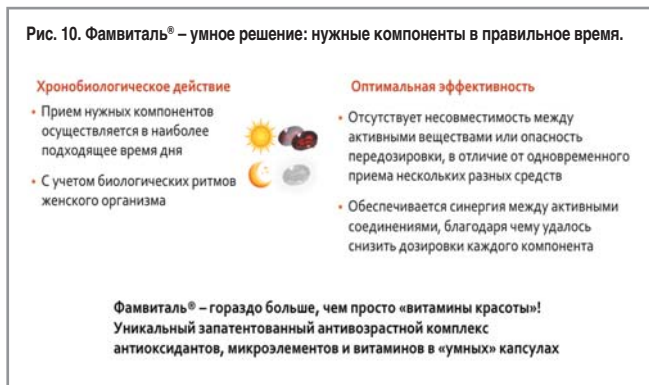 Рис. 10. Фамвиталь® – умное решение: нужные компоненты в правильное время.
Хронобиологическое действие
• Прием нужных компонентов
осуществляется в наиболее
подходящее время дня
• С учетом биологических ритмов
женского организма
Оптимальная эффективность
• Отсутствует несовместимость между
активными веществами или опасность
передозировки, в отличие от одновременного
приема нескольких разных средств
• Обеспечивается синергия между активными
соединениями, благодаря чему удалось
снизить дозировки каждого компонента
Фамвиталь® – гораздо больше, чем просто «витамины красоты»!
Уникальный запатентованный антивозрастной комплекс
антиоксидантов, микроэлементов и витаминов в «умных» капсулах